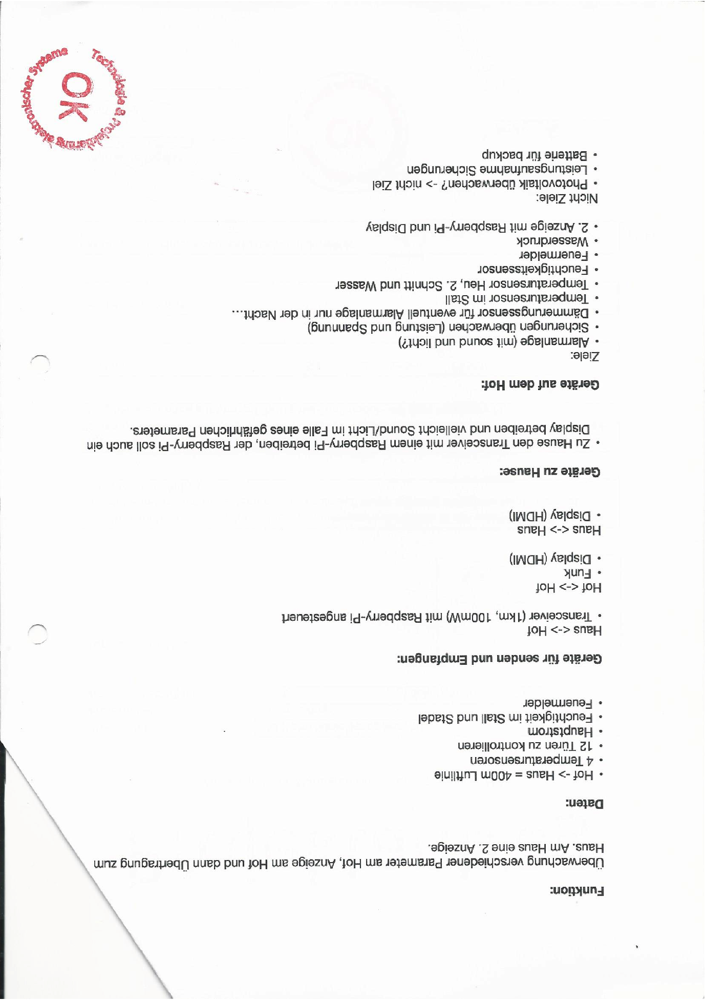 Funktion:
Überwachung verschiedener Parameter am Hof, Anzeige am Hof und dann Übertragung zum
Haus. Am Haus eine 2. Anzeige.
Daten:
• Hof -> Haus = 400m Luftlinie
• 4 Temperatursensoren
• 12 Türen zu kontrollieren
• Hauptstrom
• Feuchtigkeit im Stall und Stadel
• Feuermelder
Geräte für senden und Empfangen:
Haus <-> Hof
• Transceiver (1km, 100mW) mit Raspberry-Pi angesteuert
Hof <-> Hof
• Funk
• Display (HDMI)
Haus <-> Haus
• Display (HDMI)
Geräte zu Hause:
• Zu Hause den Transceiver mit einem Raspberry-Pi betreiben, der Raspberry-Pi soll auch ein
Display betreiben und vielleicht Sound/Licht im Falle eines gefährlichen Parameters.
Geräte auf dem Hof:
Ziele:
• Alarmanlage (mit sound und licht?)
• Sicherungen überwachen (Leistung und Spannung)
• Dämmerungssensor für eventuell Alarmanlage nur in der Nacht…
• Temperatursensor im Stall
• Temperatursensor Heu, 2. Schnitt und Wasser
• Feuchtigkeitssensor
• Feuermelder
• Wasserdruck
• 2. Anzeige mit Raspberry-Pi und Display
Nicht Ziele:
• Photovoltaik überwachen? -> nicht Ziel
• Leistungsaufnahme Sicherungen
• Batterie für backup
Technologie & Projektierung elektronischer Systeme
OK